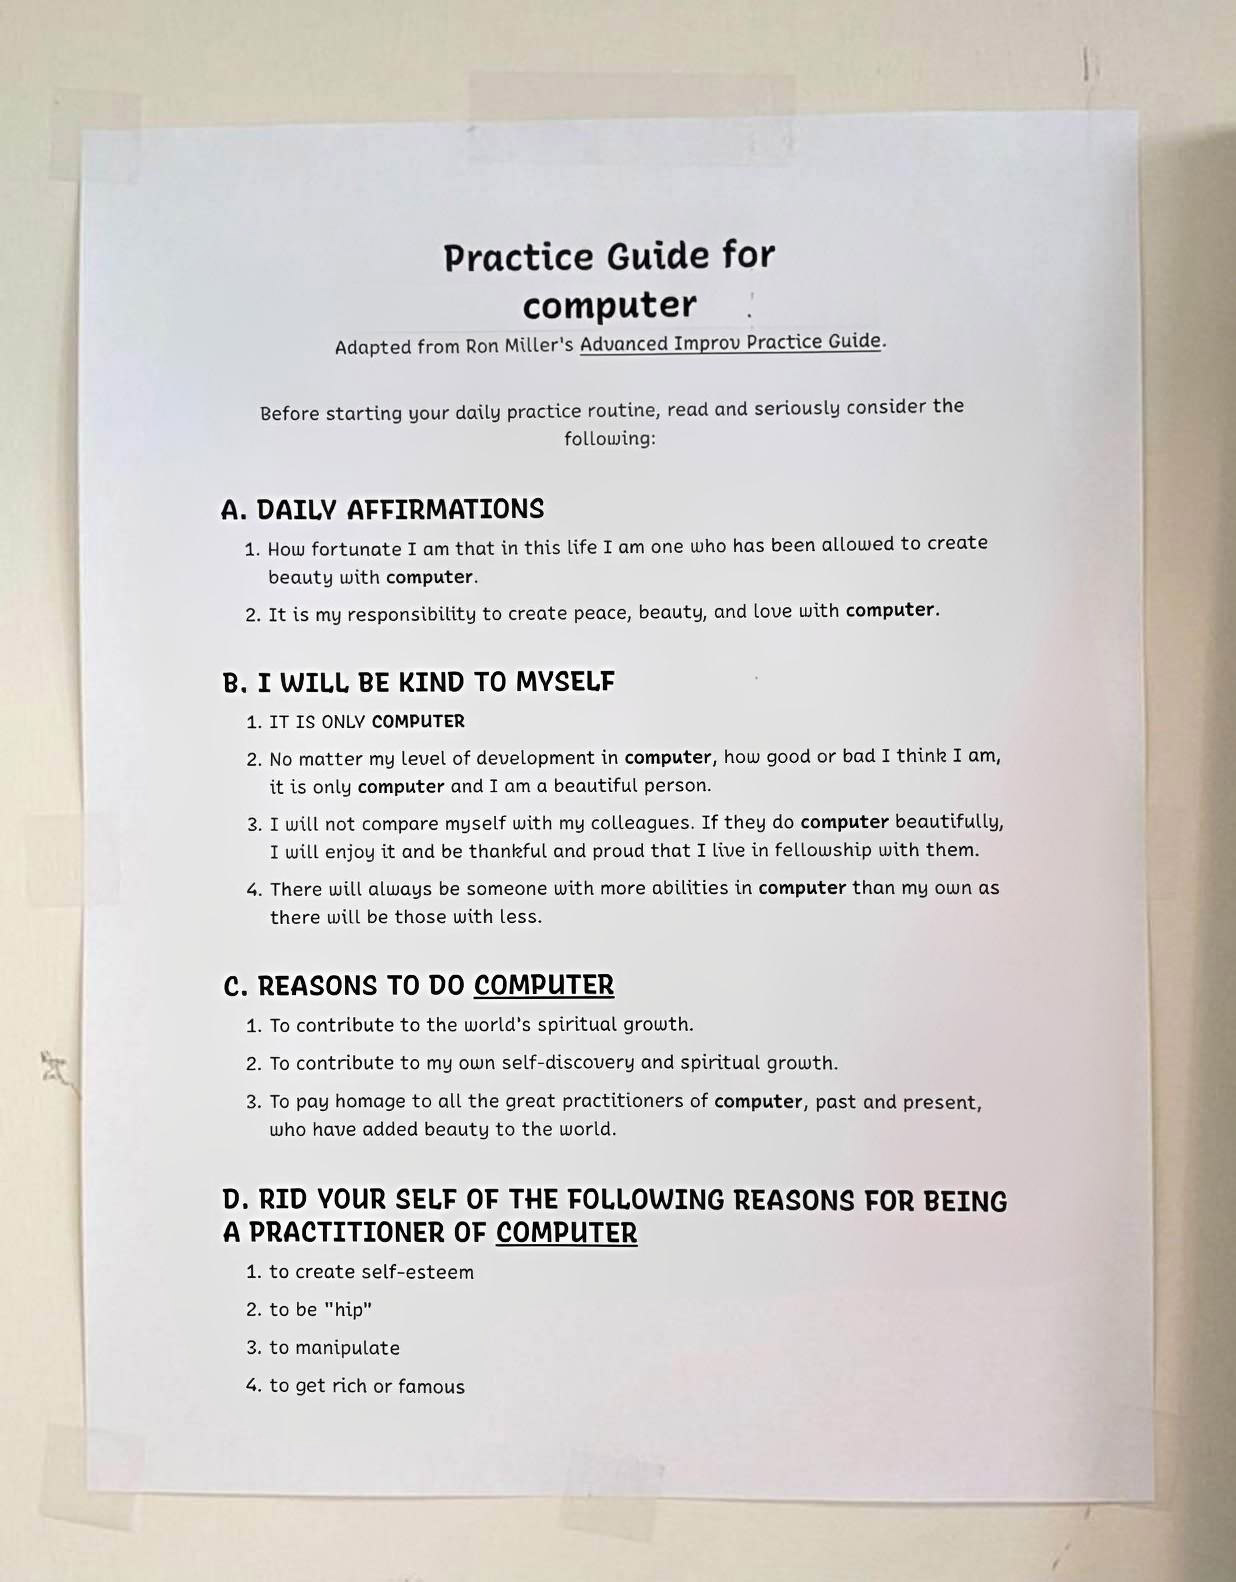 Practice Guide for
computer
Adapted from Ron Miller's Advanced Improv Practice Guide.
Before starting your daily practice routine, read and seriously consider the
following:
A. DAILY AFFIRMATIONS
1. How fortunate I am that in this life I am one who has been allowed to create
beauty with computer.
2. It is my responsibility to create peace, beauty, and love with computer.
B. I WILL BE KIND TO MYSELF
1. IT IS ONLY COMPUTER
2. No matter my level of development in computer, how good or bad I think I am,
it is only computer and I am a beautiful person.
3. I will not compare myself with my colleagues. If they do computer beautifully,
I will enjoy it and be thankful and proud that I live in fellowship with them.
4. There will always be someone with more abilities in computer than my own as
there will be those with less.
C. REASONS TO DO COMPUTER
1. To contribute to the world's spiritual growth.
2. To contribute to my own self-discovery and spiritual growth.
3. To pay homage to all the great practitioners of computer, past and present,
who have added beauty to the world.
D. RID YOUR SELF OF THE FOLLOWING REASONS FOR BEING
A PRACTITIONER OF COMPUTER
1. to create self-esteem
2. to be "hip"
3. to manipulate
4. to get rich or famous